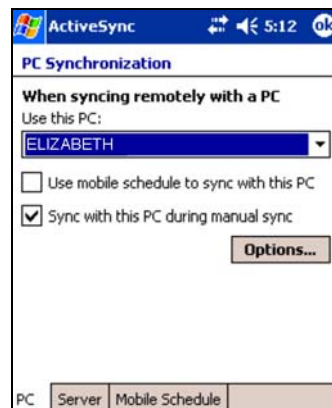 ActiveSync 5:12 ok
PC Synchronization
When syncing remotely with a PC
Use this PC:
ELIZABETH
Use mobile schedule to sync with this PC
Sync with this PC during manual sync
Options...
PC Server Mobile Schedule